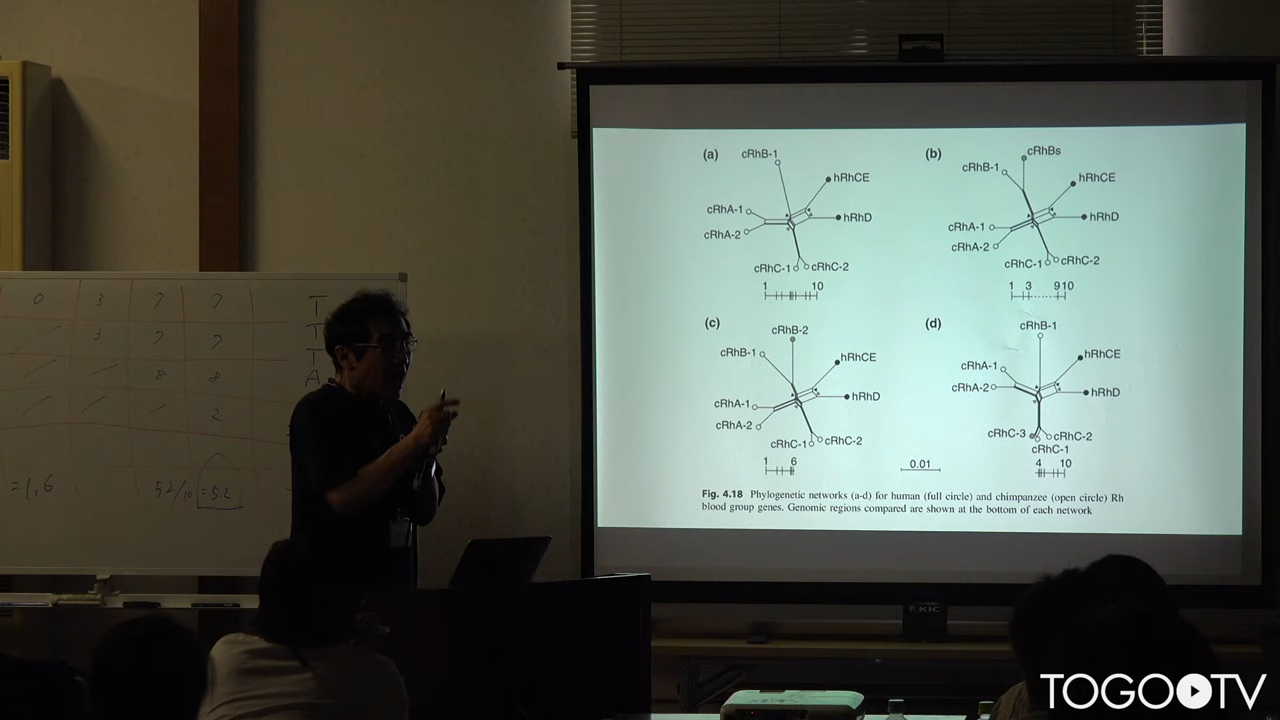 0 3 7 7 T
3 7 7 T
8 8 A
2
=1.6 52/10 =5.2
(a)
cRhB-1
hRhCE
cRhA-1
hRhD
cRhA-2
cRhC-1 cRhC-2
1 10
(b)
cRhBs
cRhB-1
hRhCE
cRhA-1
hRhD
cRhA-2
cRhC-1 cRhC-2
1 3 9 10
(c)
cRhB-2
cRhB-1
hRhCE
cRhA-1
hRhD
cRhA-2
cRhC-1 cRhC-2
1 6
(d)
cRhB-1
hRhCE
cRhA-1
cRhA-2
hRhD
cRhC-3 cRhC-2
cRhC-1
4 10
0.01
Fig. 4.18 Phylogenetic networks (a-d) for human (full circle) and chimpanzee (open circle) Rh
blood group genes. Genomic regions compared are shown at the bottom of each network
KIC
TOGO TV